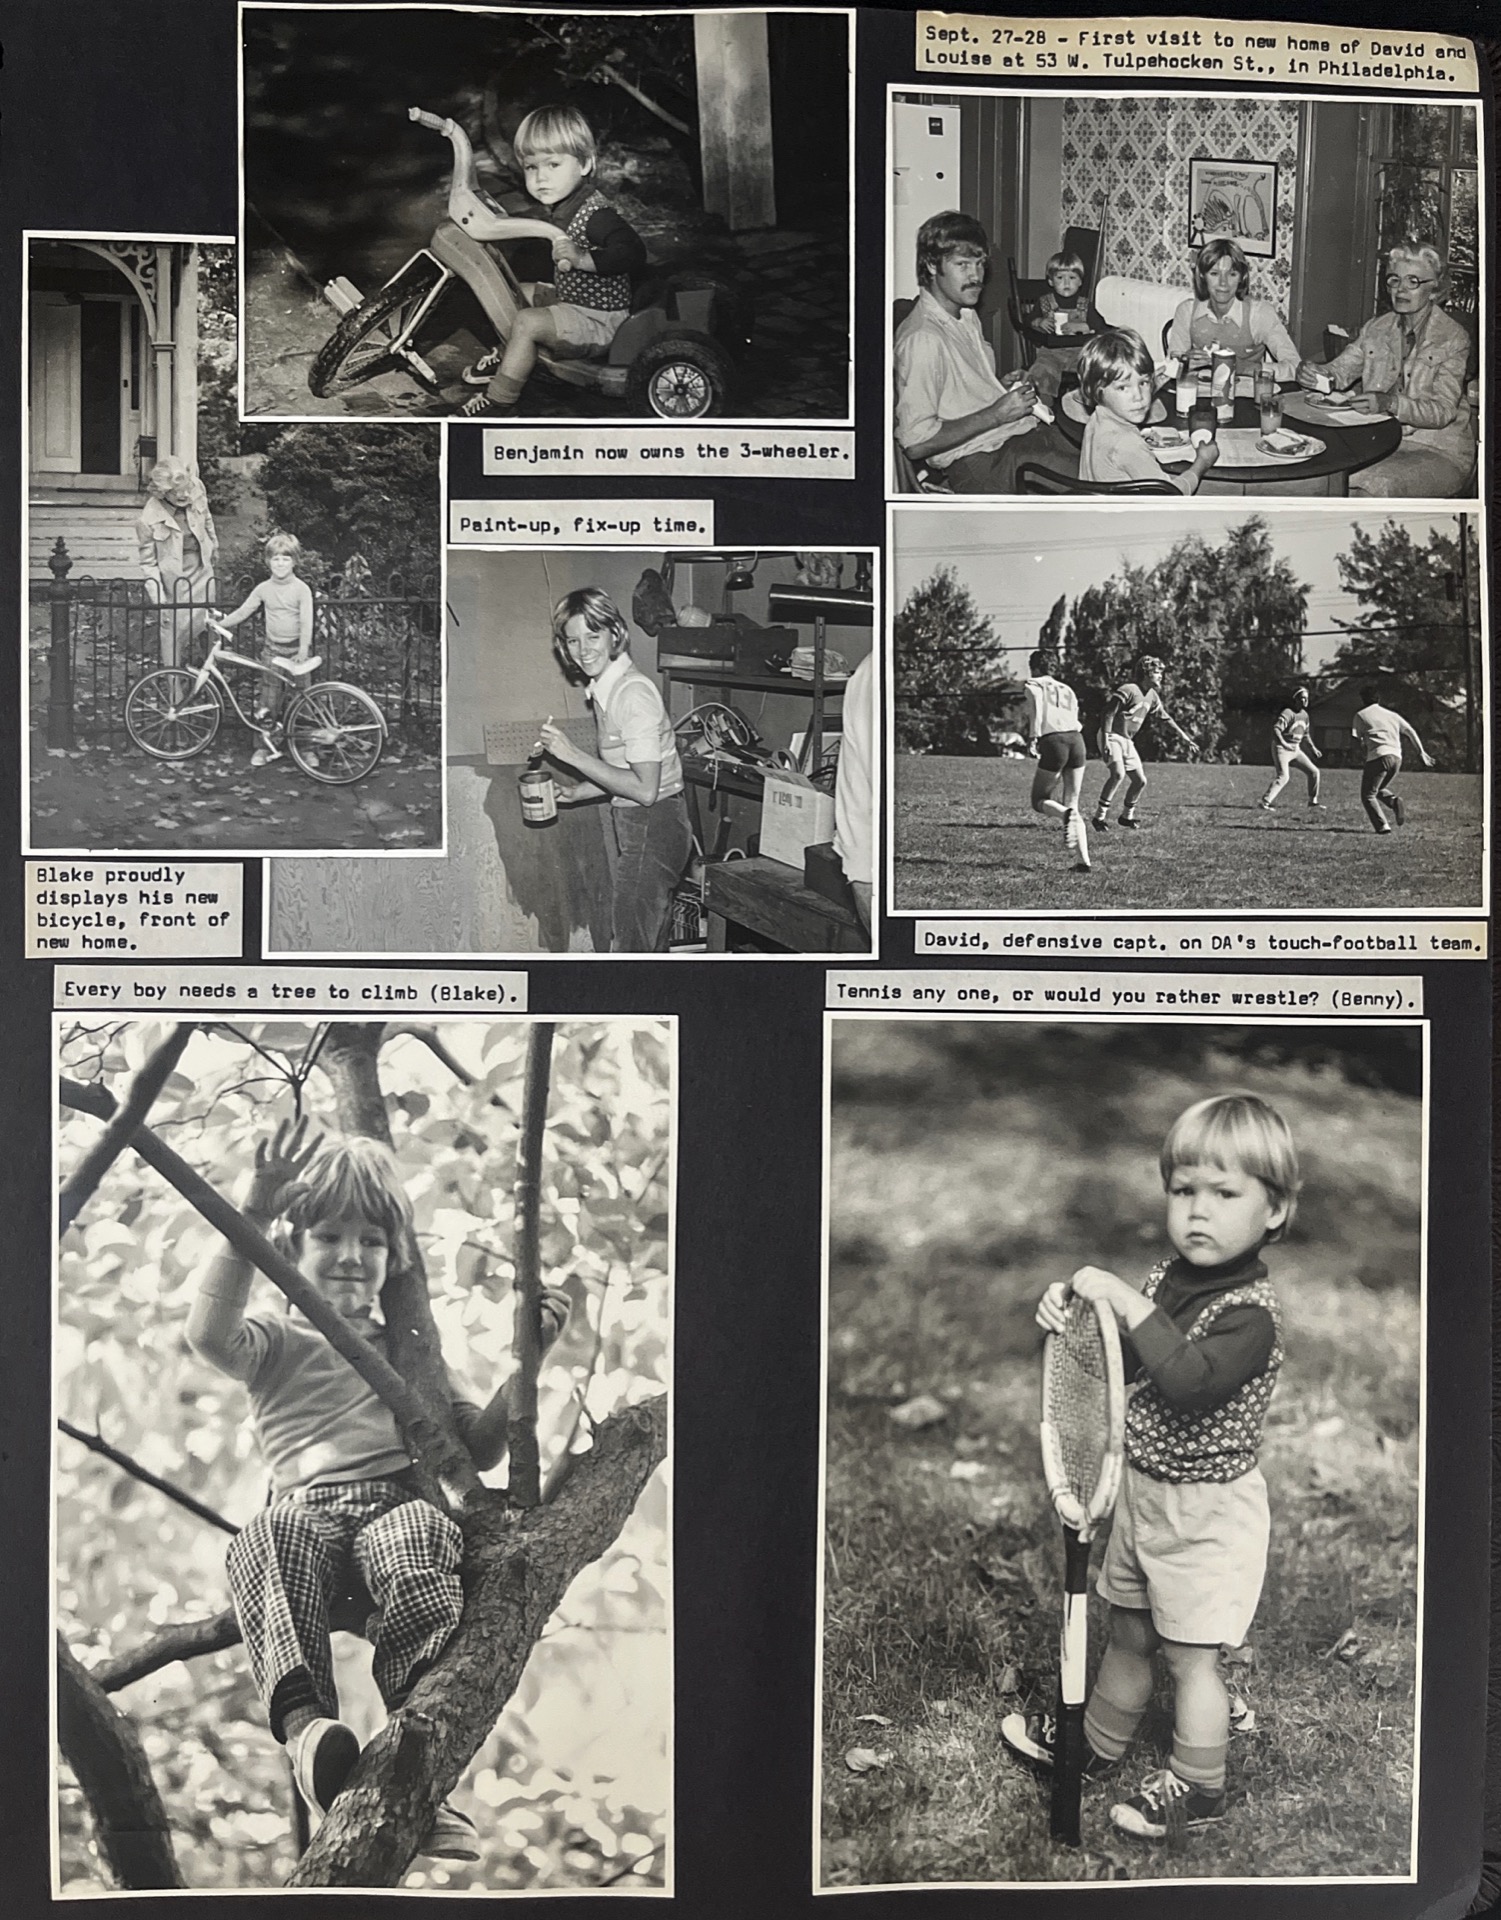 Sept. 27-28 - First visit to new home of David and
Louise at 53 W. Tulpehocken St., in Philadelphia.
Benjamin now owns the 3-wheeler.
Paint-up, fix-up time.
Blake proudly
displays his new
bicycle, front of
new home.
David, defensive capt. on DA's touch-football team.
Every boy needs a tree to climb (Blake).
Tennis any one, or would you rather wrestle? (Benny).